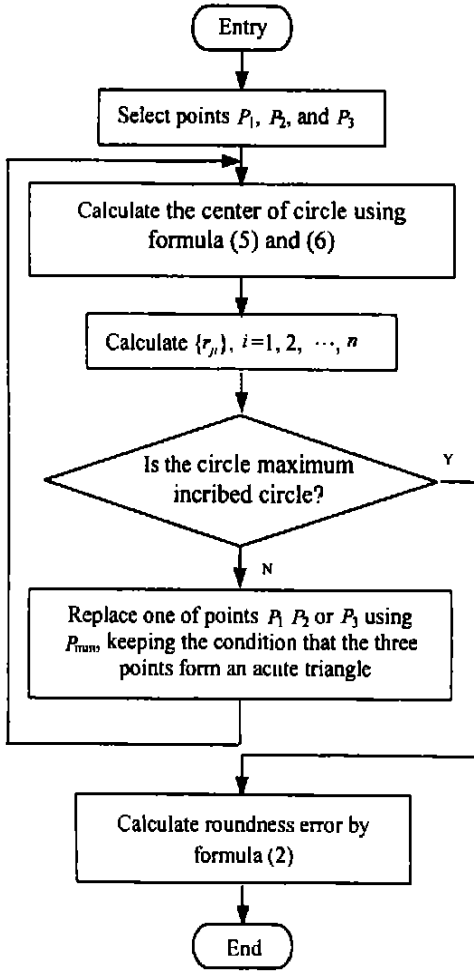 Entry
Select points P₁, P₂, and P₃
Calculate the center of circle using
formula (5) and (6)
Calculate {r_ji}, i=1, 2, ⋯, n
Is the circle maximum
incribed circle?
Y
N
Replace one of points P₁ P₂ or P₃ using
P_min, keeping the condition that the three
points form an acute triangle
Calculate roundness error by
formula (2)
End